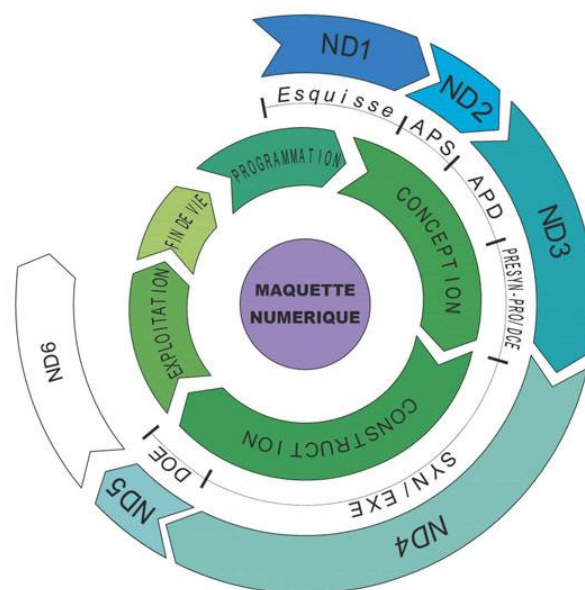 ND1
ND2
ND3
ND4
ND5
ND6
Esquisse
APS
APD
PRESYN-PRO/DCE
SYN/EXE
DOE
PROGRAMMATION
CONCEPTION
CONSTRUCTION
EXPLOITATION
FIN DE VIE
MAQUETTE
NUMERIQUE